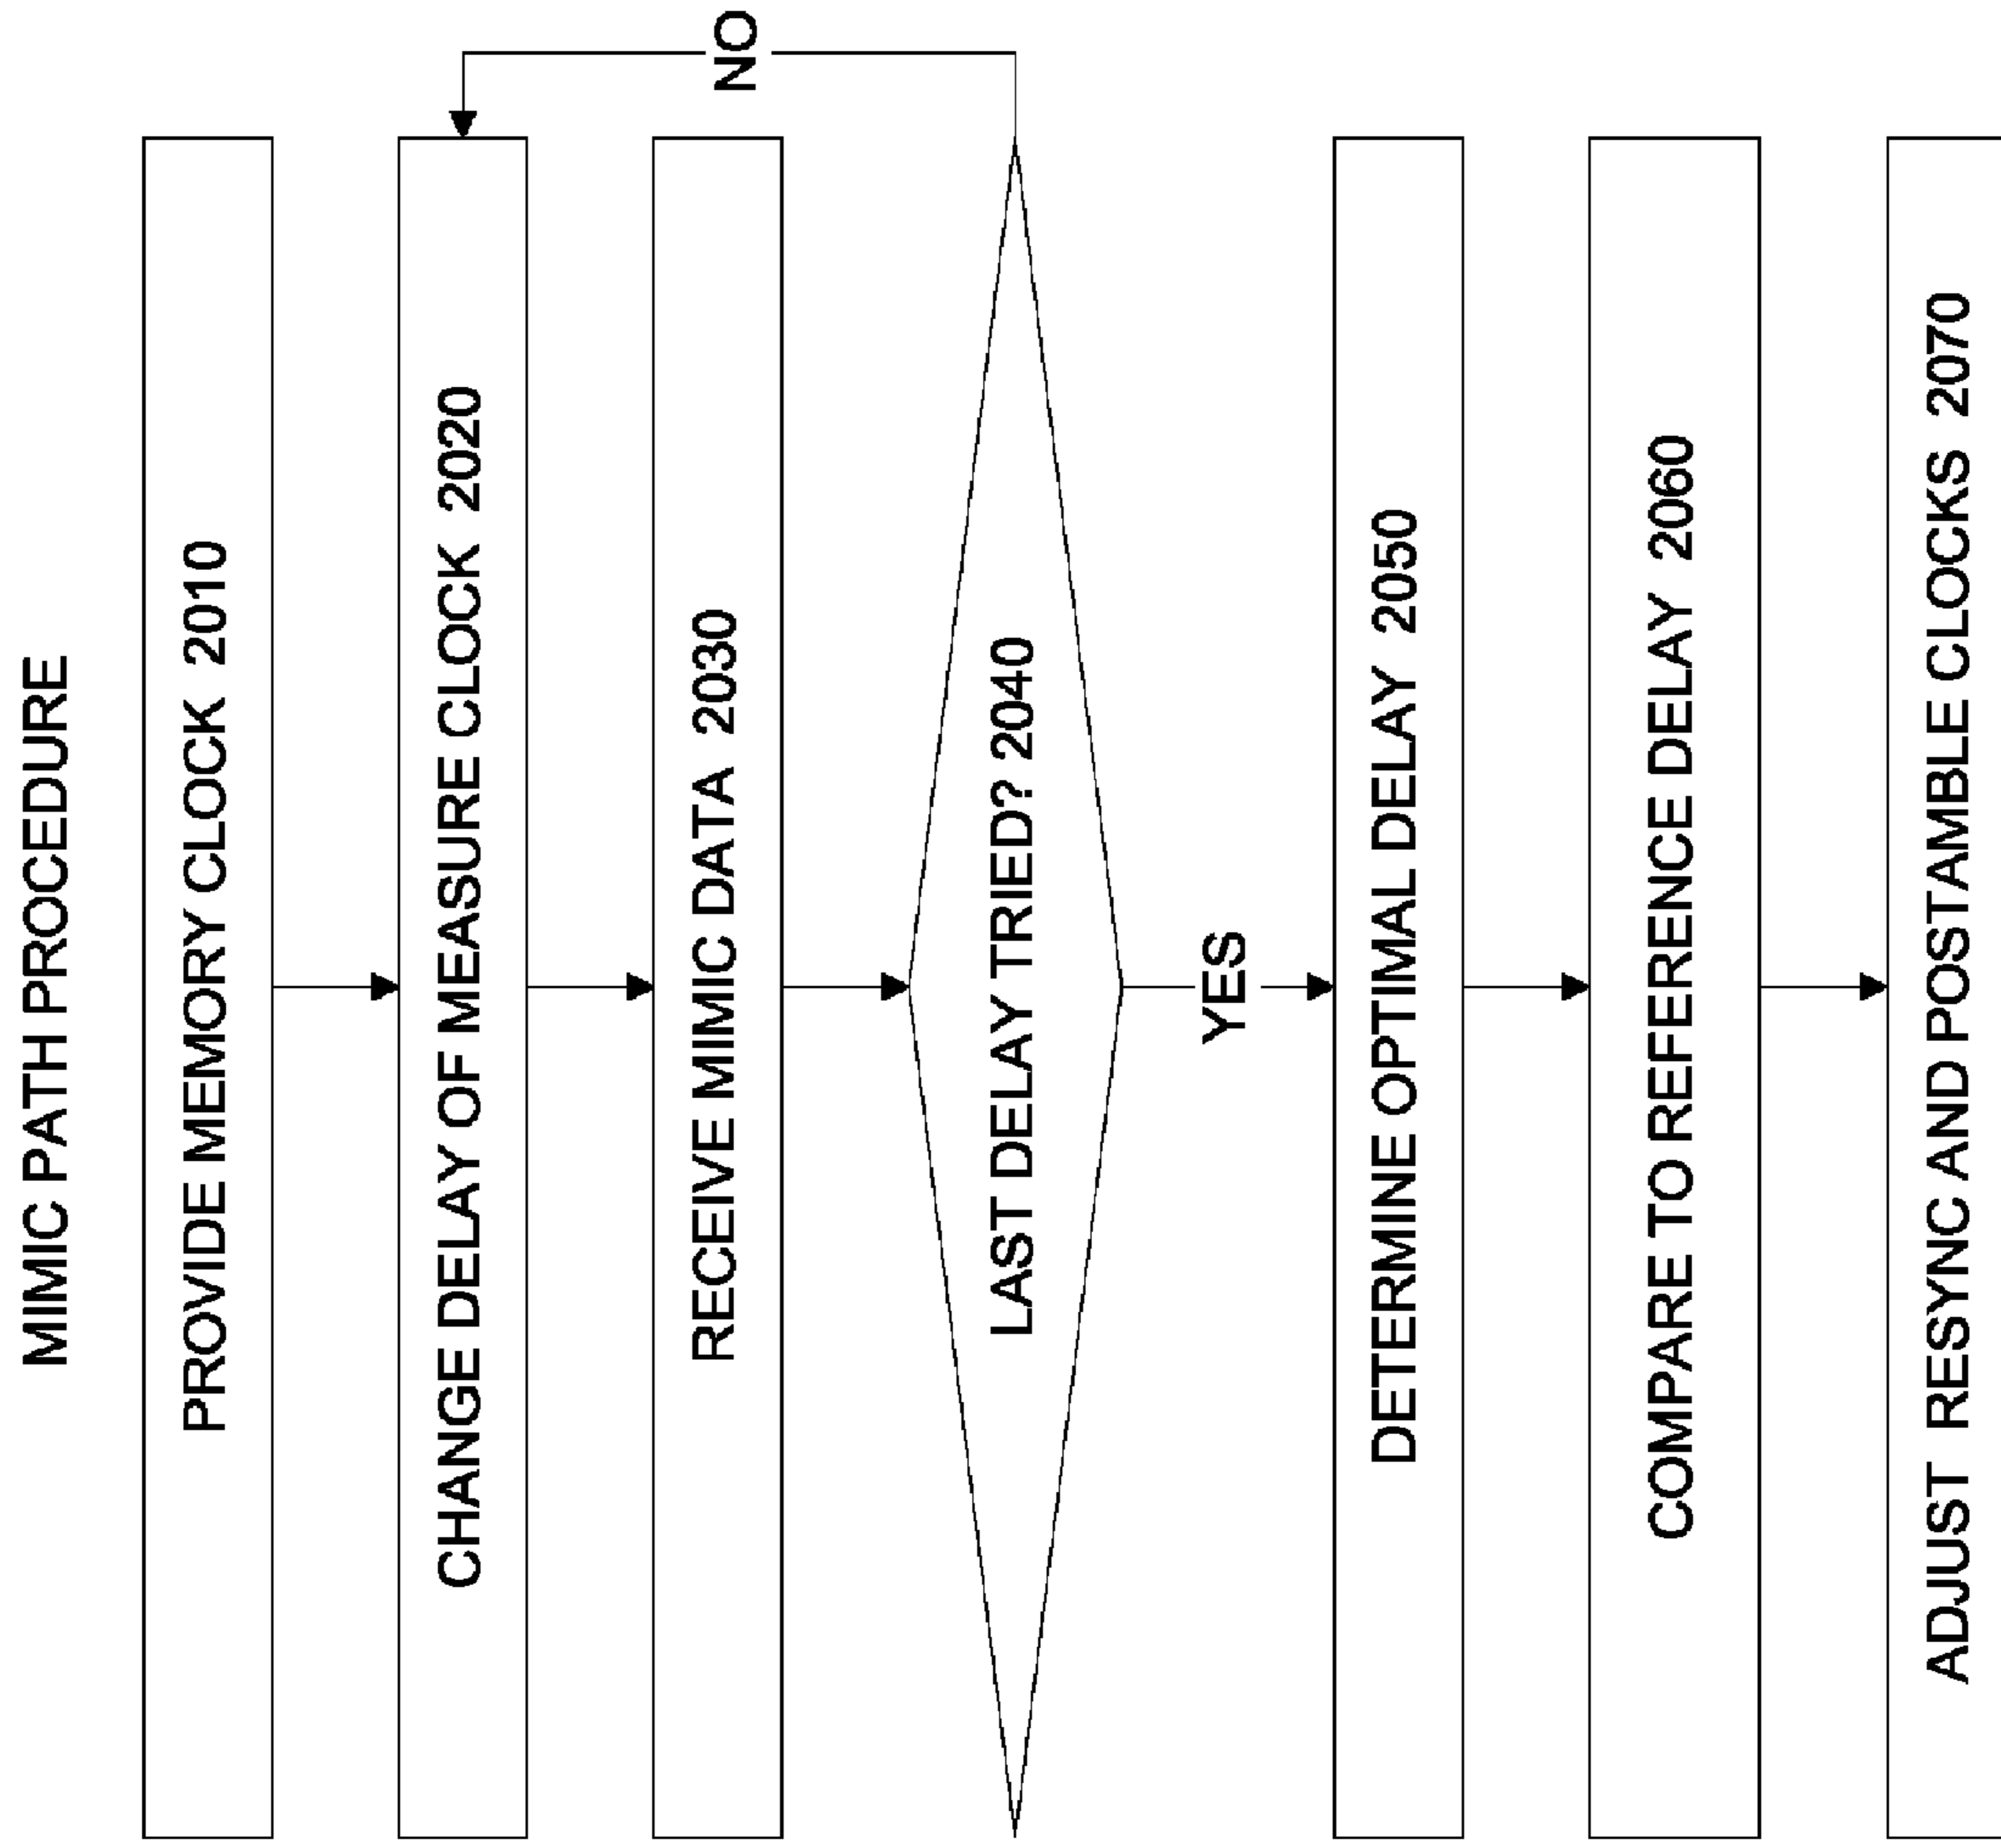 MIMIC PATH PROCEDURE
PROVIDE MEMORY CLOCK 2010
CHANGE DELAY OF MEASURE CLOCK 2020
RECEIVE MIMIC DATA 2030
LAST DELAY TRIED? 2040
NO
YES
DETERMINE OPTIMAL DELAY 2050
COMPARE TO REFERENCE DELAY 2060
ADJUST RESYNC AND POSTAMBLE CLOCKS 2070